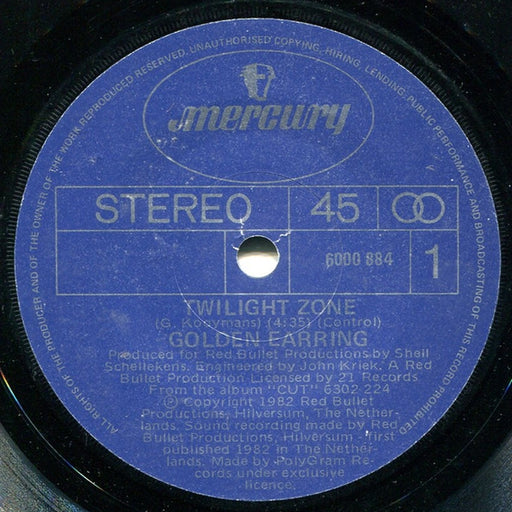 ALL RIGHTS OF THE PRODUCER AND OF THE OWNER OF THE WORK REPRODUCED RESERVED. UNAUTHORISED COPYING, HIRING, LENDING, PUBLIC PERFORMANCE AND BROADCASTING OF THIS RECORD PROHIBITED
mercury
STEREO 45
6000 884 1
TWILIGHT ZONE
(G. Kooymans) (4:35) (Control)
GOLDEN EARRING
Produced for Red Bullet Productions by Shell
Schellekens. Engineered by John Kriek. A Red
Bullet Production Licensed by 21 Records
From the album "CUT" 6302 224
(c) Copyright 1982 Red Bullet
Productions, Hilversum, The Nether-
lands. Sound recording made by Red
Bullet Productions, Hilversum - first
published 1982 in The Nether-
lands. Made by PolyGram Re-
cords under exclusive
licence.